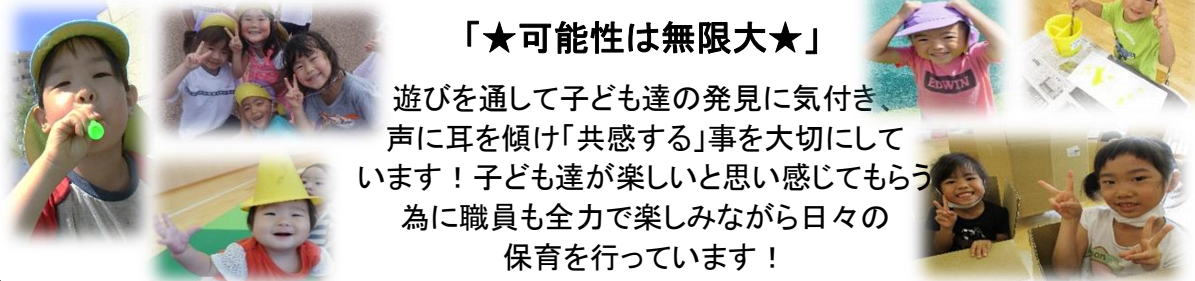 「★可能性は無限大★」
遊びを通して子ども達の発見に気付き、
声に耳を傾け「共感する」事を大切にして
います！子ども達が楽しいと思い感じてもらう
為に職員も全力で楽しみながら日々の
保育を行っています！
EDWIN